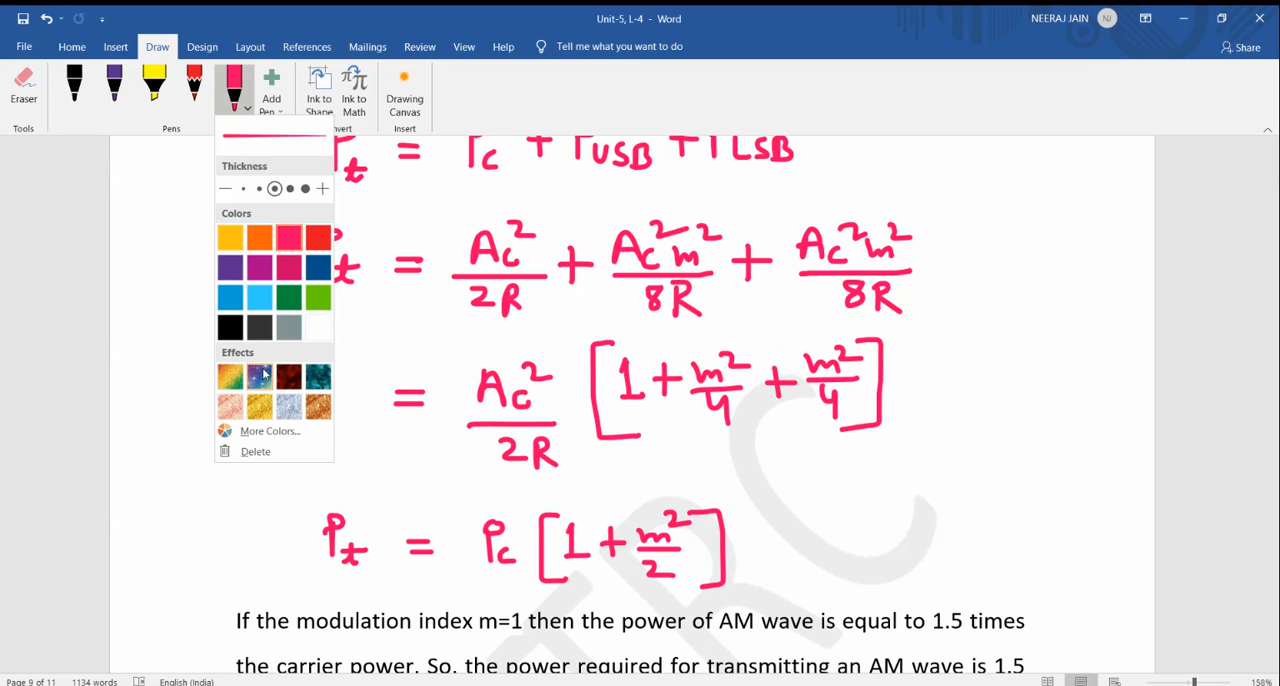 Unit-5, L-4 - Word
NEERAJ JAIN NJ
File Home Insert Draw Design Layout References Mailings Review View Help Tell me what you want to do Share
Eraser Add Pen Ink to Shape Ink to Math Drawing Canvas
Tools Pens Insert
Thickness
Colors
Effects
More Colors...
Delete
Pt = Pc + PUSB + PLSB
t = Ac²/2R + Ac²m²/8R + Ac²m²/8R
= Ac²/2R [1 + m²/4 + m²/4]
Pt = Pc [1 + m²/2]
TRC
If the modulation index m=1 then the power of AM wave is equal to 1.5 times
the carrier power. So, the power required for transmitting an AM wave is 1.5
Page 9 of 11 1134 words English (India) 158%